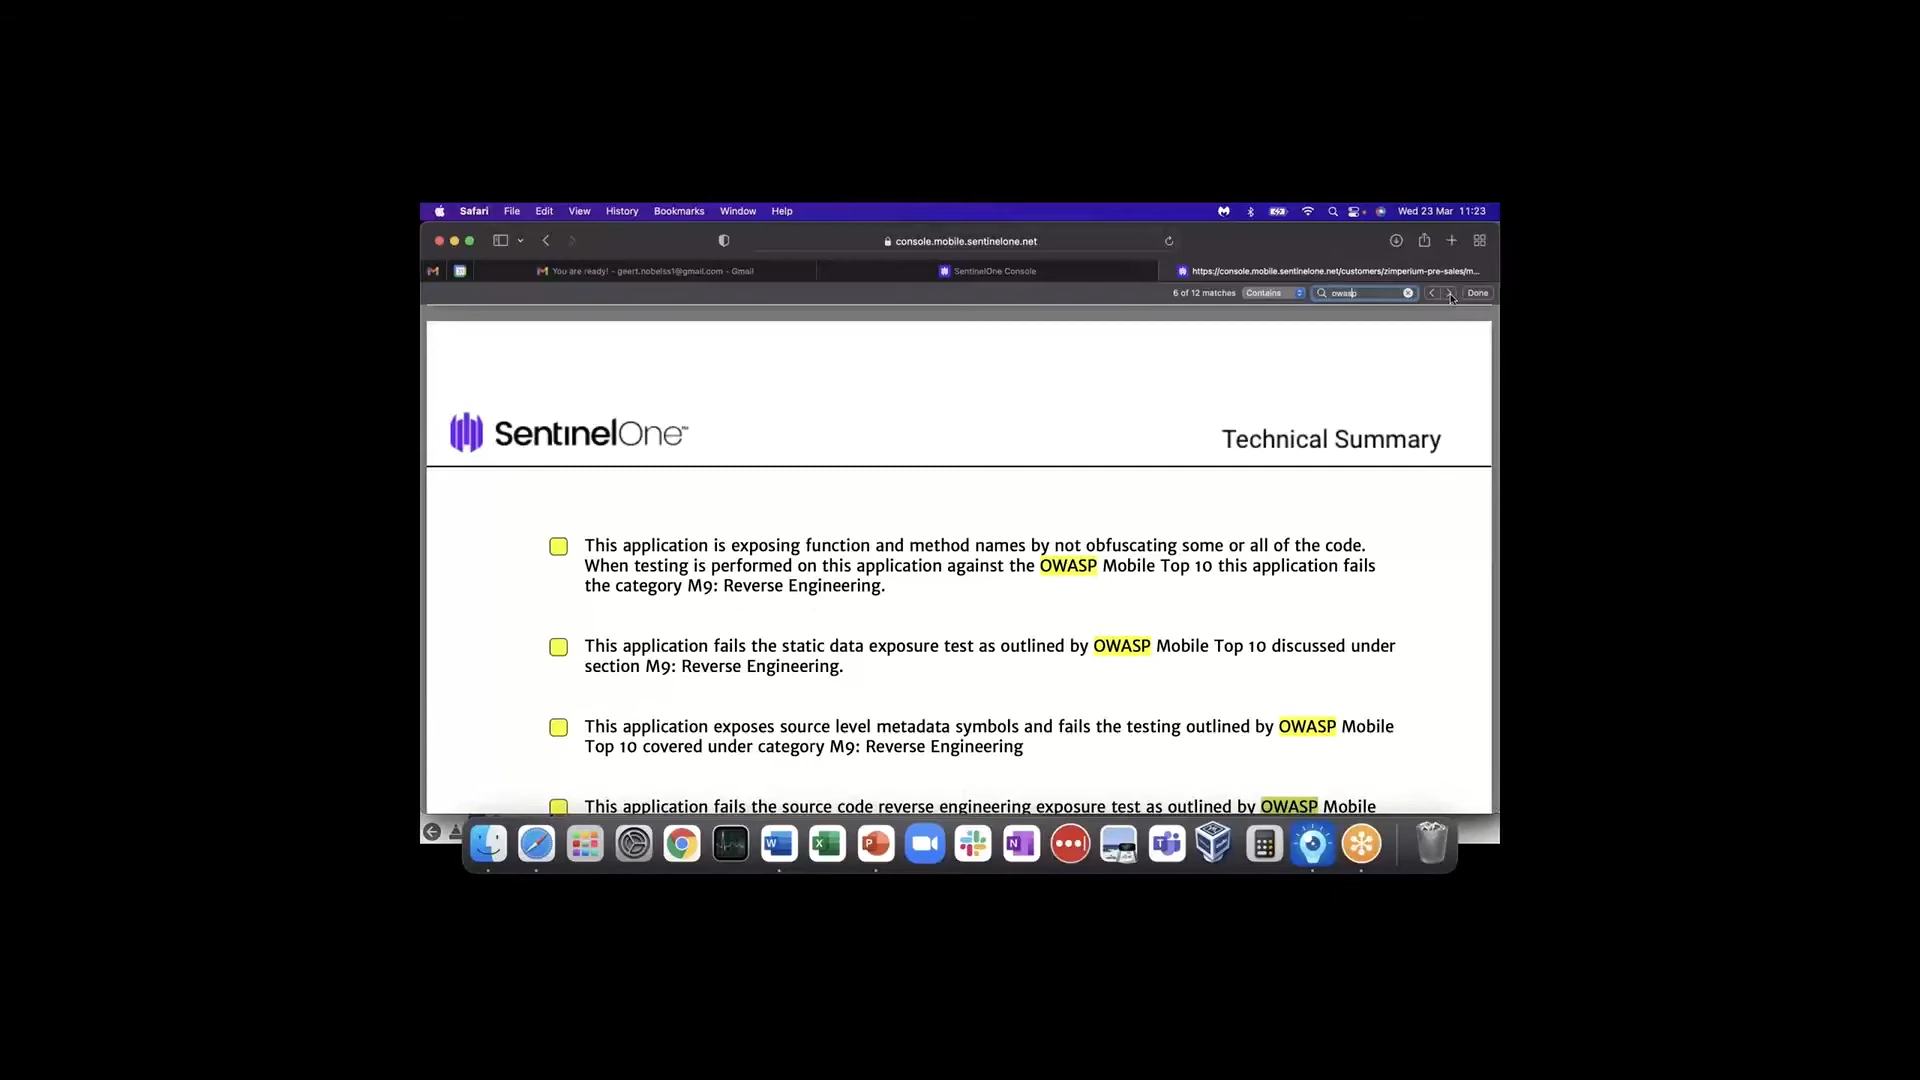 Safari File Edit View History Bookmarks Window Help Wed 23 Mar 11:23
console.mobile.sentinelone.net
You are ready! - geert.nobelss1@gmail.com - Gmail SentinelOne Console https://console.mobile.sentinelone.net/customers/zimperium-pre-sales/m...
6 of 12 matches Contains owasp Done
SentinelOne™ Technical Summary
This application is exposing function and method names by not obfuscating some or all of the code.
When testing is performed on this application against the OWASP Mobile Top 10 this application fails
the category M9: Reverse Engineering.
This application fails the static data exposure test as outlined by OWASP Mobile Top 10 discussed under
section M9: Reverse Engineering.
This application exposes source level metadata symbols and fails the testing outlined by OWASP Mobile
Top 10 covered under category M9: Reverse Engineering
This application fails the source code reverse engineering exposure test as outlined by OWASP Mobile